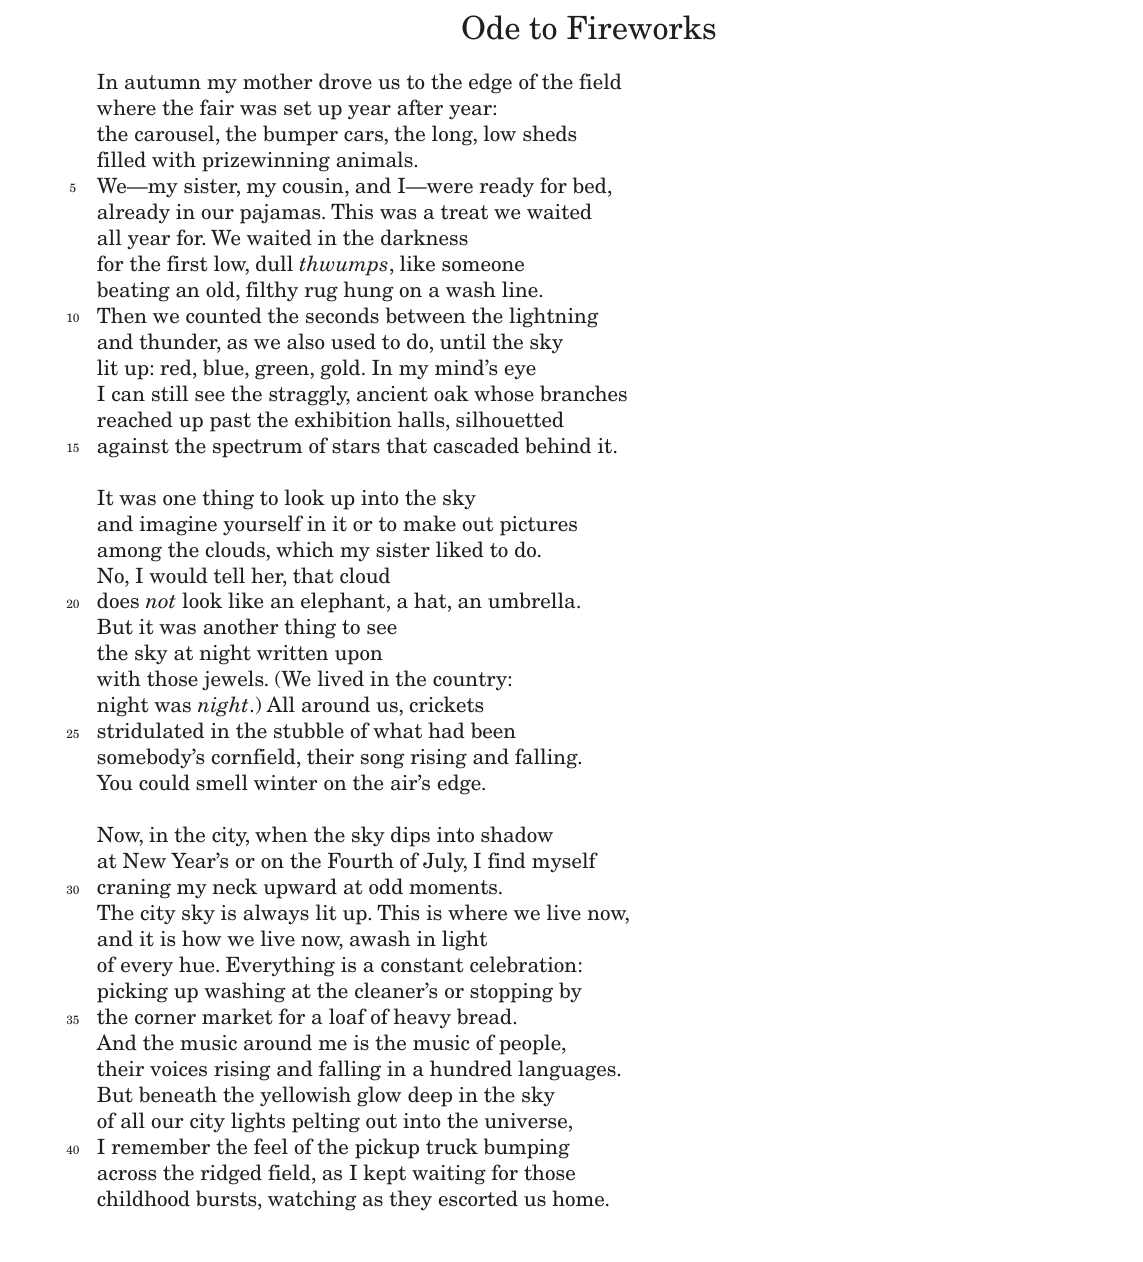 Ode to Fireworks
In autumn my mother drove us to the edge of the field
where the fair was set up year after year:
the carousel, the bumper cars, the long, low sheds
filled with prizewinning animals.
5 We—my sister, my cousin, and I—were ready for bed,
already in our pajamas. This was a treat we waited
all year for. We waited in the darkness
for the first low, dull thwumps, like someone
beating an old, filthy rug hung on a wash line.
10 Then we counted the seconds between the lightning
and thunder, as we also used to do, until the sky
lit up: red, blue, green, gold. In my mind’s eye
I can still see the straggly, ancient oak whose branches
reached up past the exhibition halls, silhouetted
15 against the spectrum of stars that cascaded behind it.
It was one thing to look up into the sky
and imagine yourself in it or to make out pictures
among the clouds, which my sister liked to do.
No, I would tell her, that cloud
20 does not look like an elephant, a hat, an umbrella.
But it was another thing to see
the sky at night written upon
with those jewels. (We lived in the country:
night was night.) All around us, crickets
25 stridulated in the stubble of what had been
somebody’s cornfield, their song rising and falling.
You could smell winter on the air’s edge.
Now, in the city, when the sky dips into shadow
at New Year’s or on the Fourth of July, I find myself
30 craning my neck upward at odd moments.
The city sky is always lit up. This is where we live now,
and it is how we live now, awash in light
of every hue. Everything is a constant celebration:
picking up washing at the cleaner’s or stopping by
35 the corner market for a loaf of heavy bread.
And the music around me is the music of people,
their voices rising and falling in a hundred languages.
But beneath the yellowish glow deep in the sky
of all our city lights pelting out into the universe,
40 I remember the feel of the pickup truck bumping
across the ridged field, as I kept waiting for those
childhood bursts, watching as they escorted us home.